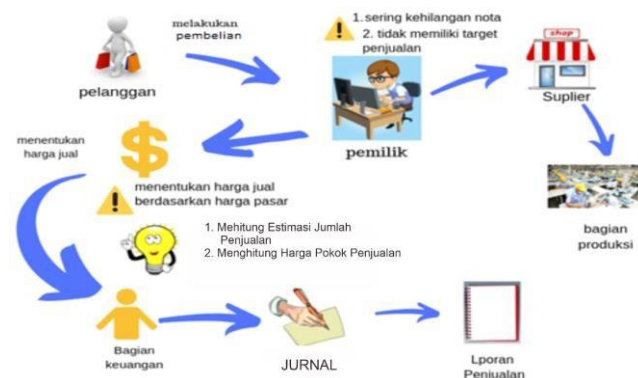 melakukan
pembelian
1. sering kehilangan nota
2. tidak memiliki target
penjualan
shop
pelanggan
pemilik
Suplier
menentukan
harga jual
$
menentukan harga jual
berdasarkan harga pasar
bagian
produksi
1. Mehitung Estimasi Jumlah
Penjualan
2. Menghitung Harga Pokok Penjualan
Bagian
keuangan
JURNAL
Lporan
Penjualan